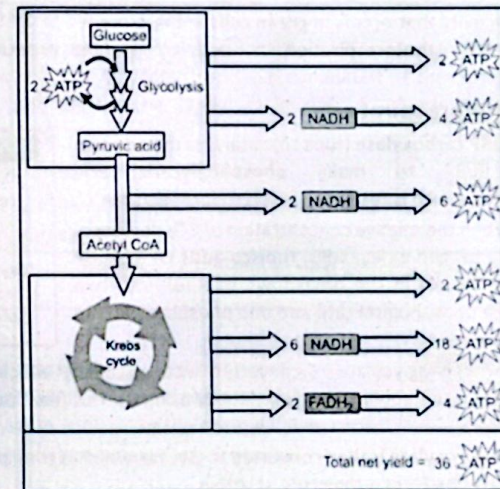 Glucose
2 ATP
2 ATP
Glycolysis
2 NADH
4 ATP
Pyruvic acid
2 NADH
6 ATP
Acetyl CoA
2 ATP
Krebs
cycle
6 NADH
18 ATP
2 FADH₂
4 ATP
Total net yield = 36 ATP